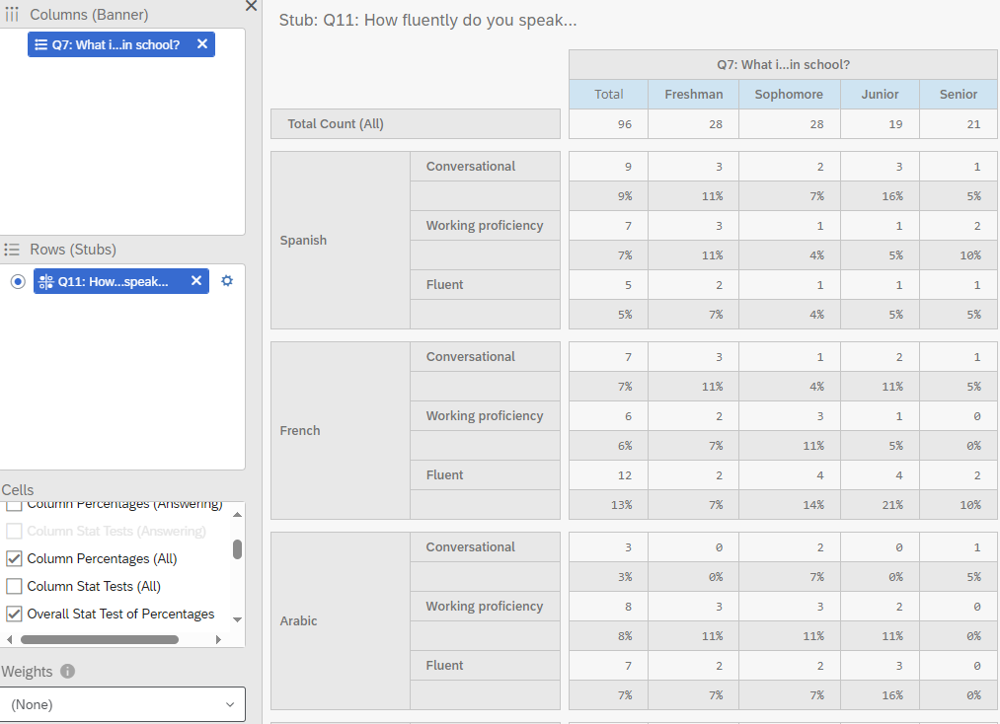 Columns (Banner)
Q7: What i...in school?
Rows (Stubs)
Q11: How...speak...
Cells
Column Percentages (Answering)
Column Stat Tests (Answering)
Column Percentages (All)
Column Stat Tests (All)
Overall Stat Test of Percentages
Weights
(None)
Stub: Q11: How fluently do you speak...
Q7: What i...in school?
Total Freshman Sophomore Junior Senior
Total Count (All) 96 28 28 19 21
Spanish
Conversational 9 3 2 3 1
9% 11% 7% 16% 5%
Working proficiency 7 3 1 1 2
7% 11% 4% 5% 10%
Fluent 5 2 1 1 1
5% 7% 4% 5% 5%
French
Conversational 7 3 1 2 1
7% 11% 4% 11% 5%
Working proficiency 6 2 3 1 0
6% 7% 11% 5% 0%
Fluent 12 2 4 4 2
13% 7% 14% 21% 10%
Arabic
Conversational 3 0 2 0 1
3% 0% 7% 0% 5%
Working proficiency 8 3 3 2 0
8% 11% 11% 11% 0%
Fluent 7 2 2 3 0
7% 7% 7% 16% 0%